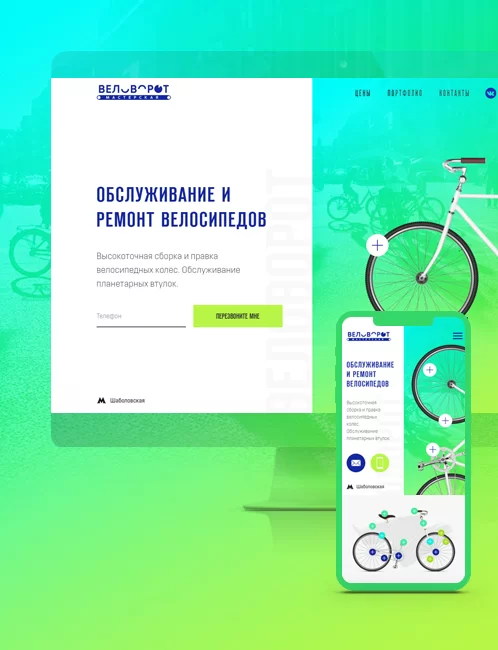 ВЕЛОВОРОТ
МАСТЕРСКАЯ
ЦЕНЫ
ПОРТФОЛИО
КОНТАКТЫ
ОБСЛУЖИВАНИЕ И
РЕМОНТ ВЕЛОСИПЕДОВ
Высокоточная сборка и правка
велосипедных колес. Обслуживание
планетарных втулок.
Телефон
ПЕРЕЗВОНИТЕ МНЕ
Шаболовская
ВЕЛОВОРОТ
ВЕЛОВОРОТ
МАСТЕРСКАЯ
ОБСЛУЖИВАНИЕ
И РЕМОНТ
ВЕЛОСИПЕДОВ
Высокоточная
сборка и правка
велосипедных
колес.
Обслуживание
планетарных втулок.
Шаболовская